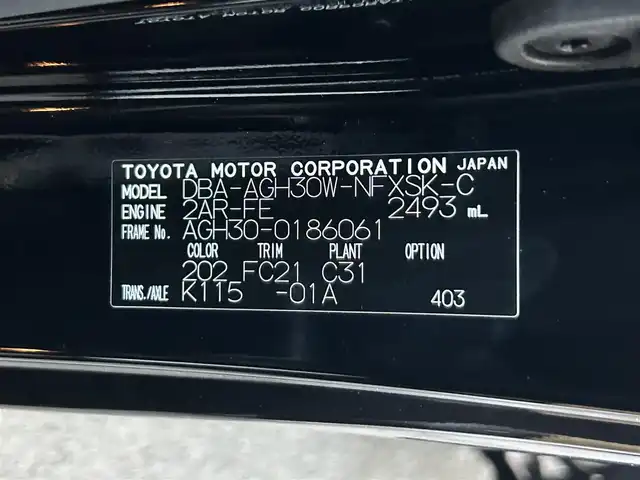 TOYOTA MOTOR CORPORATION JAPAN
MODEL DBA-AGH30W-NFXSK-C
ENGINE 2AR-FE 2493 mL
FRAME No. AGH30-0186061
COLOR TRIM PLANT OPTION
202 FC21 C31
TRANS./AXLE K115 -01A 403